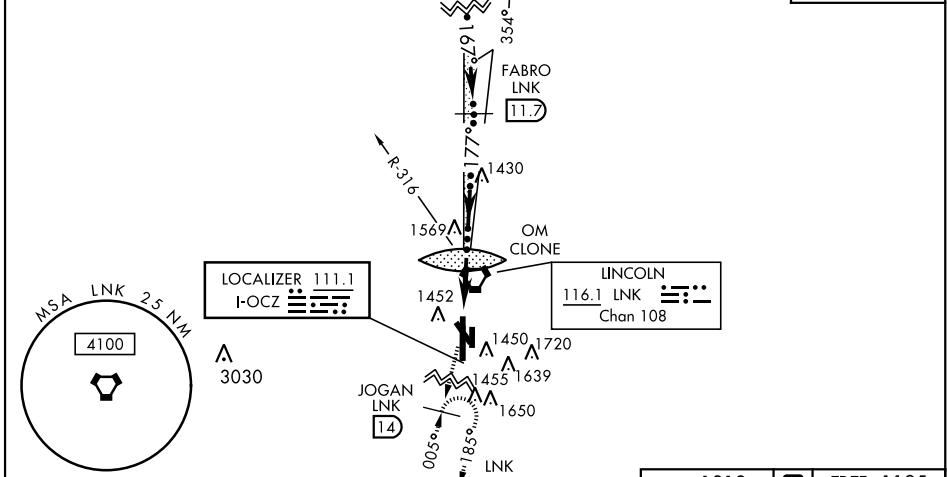 167°
354°
FABRO
LNK
11.7
177°
R-316
1430
1569
OM
CLONE
LOCALIZER 111.1
I-OCZ
LINCOLN
116.1 LNK
Chan 108
MSA LNK 25 NM
4100
3030
1452
1450
1720
1639
1455
1650
JOGAN
LNK
14
005°
185°
LNK